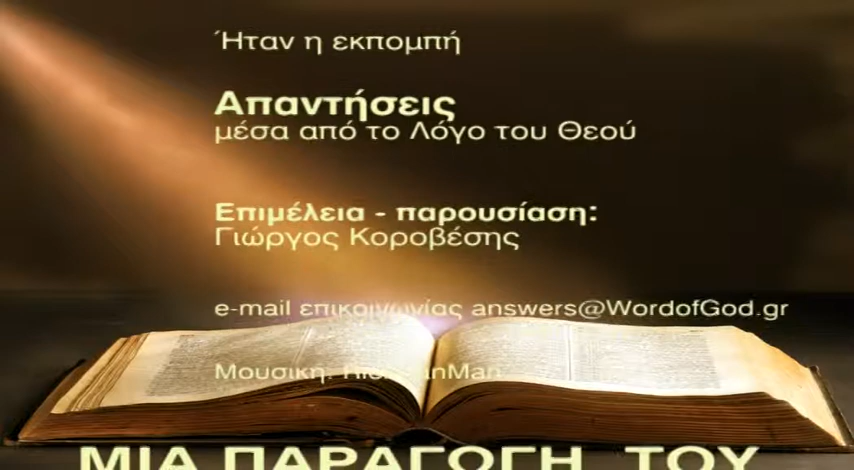 Ήταν η εκπομπή
Απαντήσεις
μέσα από το Λόγο του Θεού
Επιμέλεια - παρουσίαση:
Γιώργος Κοροβέσης
e-mail επικοινωνίας answers@WordofGod.gr
Μουσική:
ΜΙΑ ΠΑΡΑΓΩΓΗ ΤΟΥ